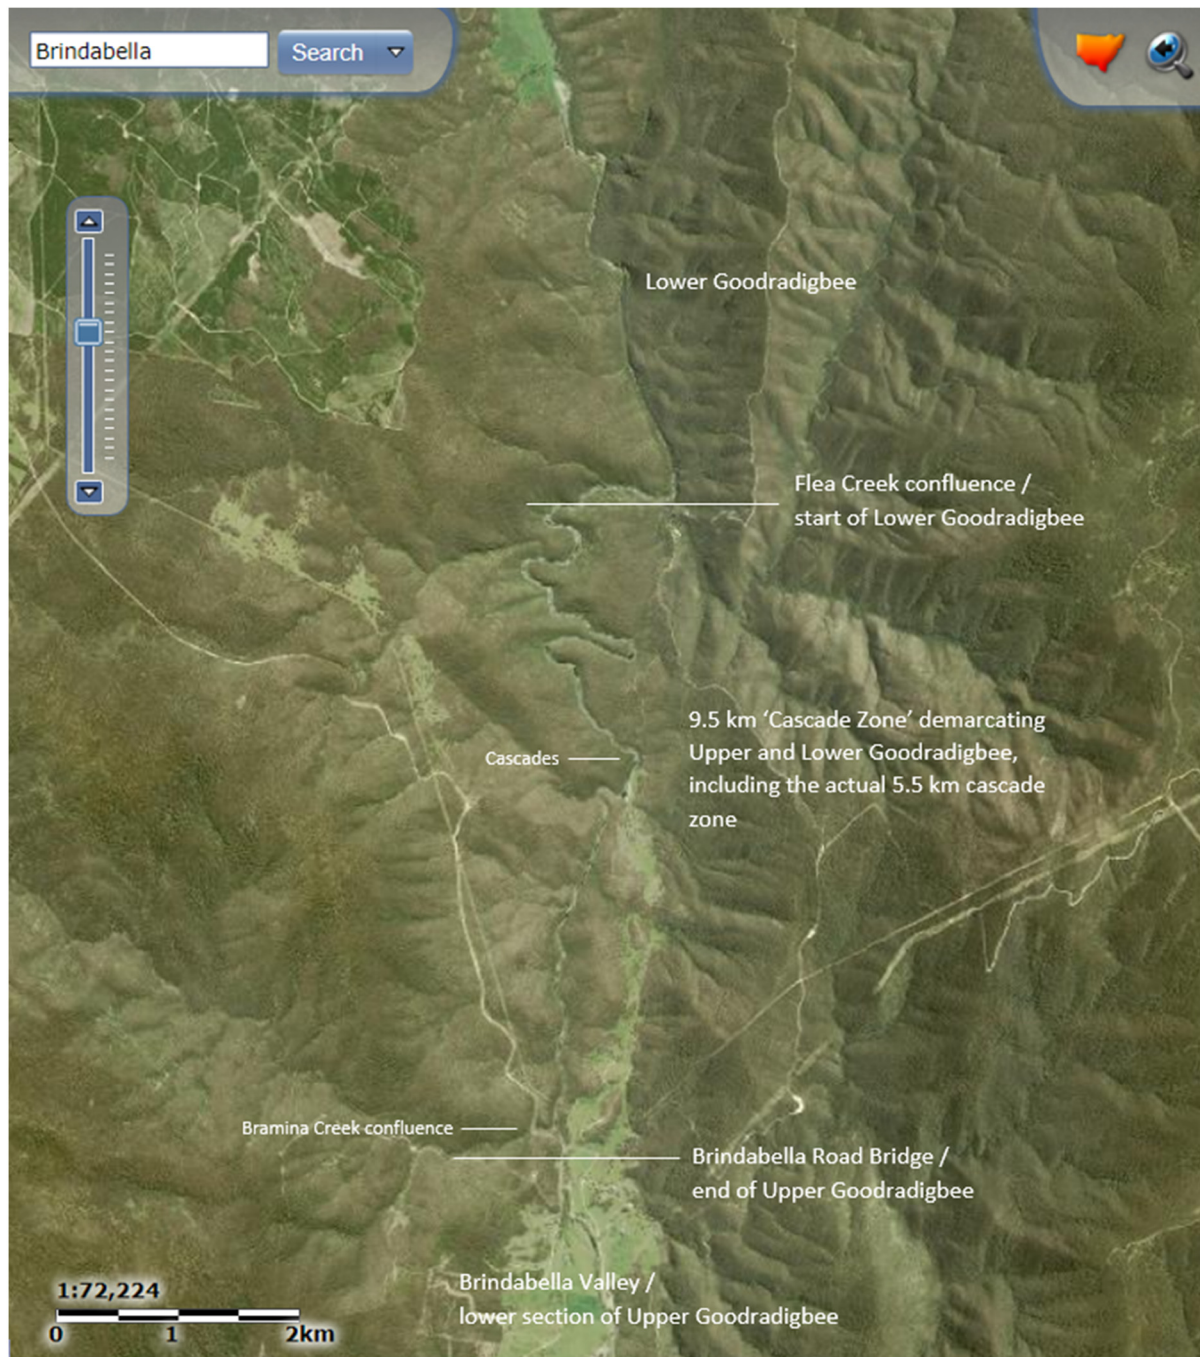 Brindabella
Search
Lower Goodradigbee
Flea Creek confluence /
start of Lower Goodradigbee
9.5 km ‘Cascade Zone’ demarcating
Upper and Lower Goodradigbee,
including the actual 5.5 km cascade
zone
Cascades
Bramina Creek confluence
Brindabella Road Bridge /
end of Upper Goodradigbee
Brindabella Valley /
lower section of Upper Goodradigbee
1:72,224
0 1 2km